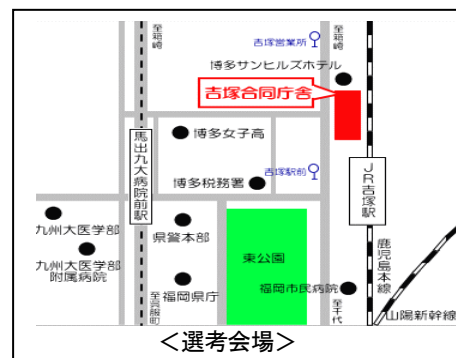 至箱崎
至箱崎
吉塚営業所
博多サンヒルズホテル
吉塚合同庁舎
博多女子高
馬出九大病院前駅
吉塚駅前
博多税務署
JR吉塚駅
九州大医学部
県警本部
九州大医学部
附属病院
東公園
鹿児島本線
福岡県庁
福岡市民病院
至呉服町
至千代
山陽新幹線
＜選考会場＞